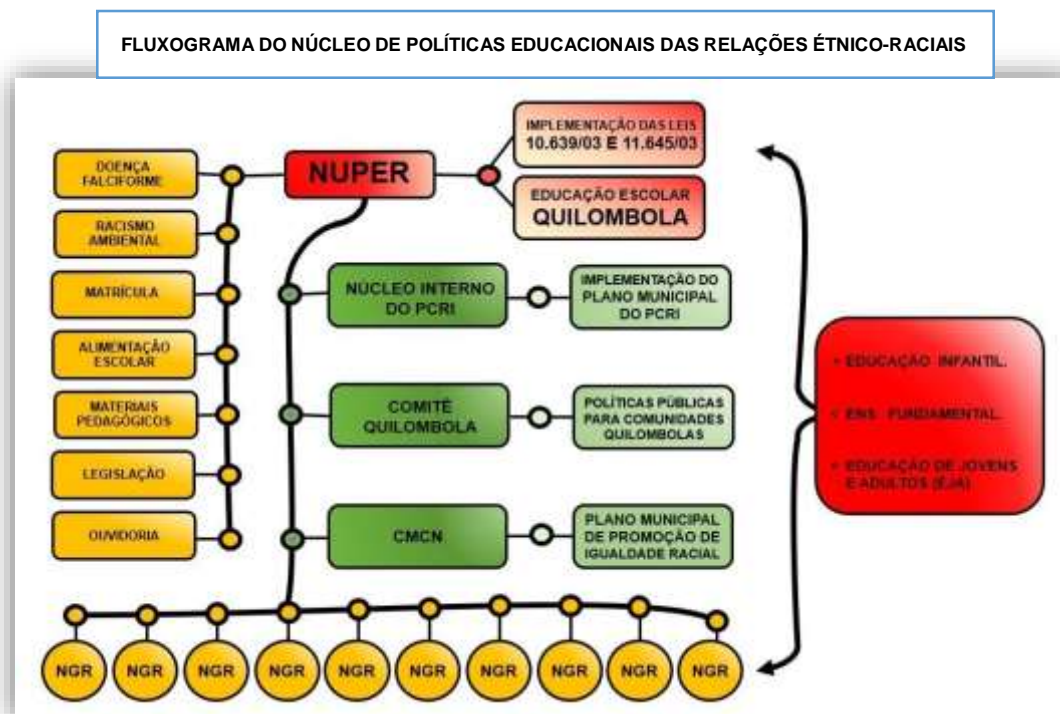 FLUXOGRAMA DO NÚCLEO DE POLÍTICAS EDUCACIONAIS DAS RELAÇÕES ÉTNICO-RACIAIS
NUPER
IMPLEMENTAÇÃO DAS LEIS
10.639/03 E 11.645/03
EDUCAÇÃO ESCOLAR
QUILOMBOLA
DOENÇA
FALCIFORME
RACISMO
AMBIENTAL
MATRÍCULA
ALIMENTAÇÃO
ESCOLAR
MATERIAIS
PEDAGÓGICOS
LEGISLAÇÃO
OUVIDORIA
NÚCLEO INTERNO
DO PCRI
IMPLEMENTAÇÃO DO
PLANO MUNICIPAL
DO PCRI
COMITÊ
QUILOMBOLA
POLÍTICAS PÚBLICAS
PARA COMUNIDADES
QUILOMBOLAS
CMCN
PLANO MUNICIPAL
DE PROMOÇÃO DE
IGUALDADE RACIAL
• EDUCAÇÃO INFANTIL.
• ENS. FUNDAMENTAL.
• EDUCAÇÃO DE JOVENS
E ADULTOS (EJA)
NGR NGR NGR NGR NGR NGR NGR NGR NGR NGR